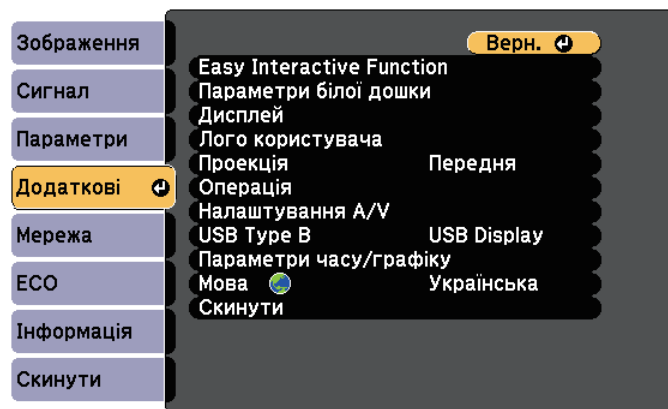 Зображення
Сигнал
Параметри
Додаткові
Мережа
ECO
Інформація
Скинути
Верн.
Easy Interactive Function
Параметри білої дошки
Дисплей
Лого користувача
Проекція Передня
Операція
Налаштування A/V
USB Type B USB Display
Параметри часу/графіку
Мова Українська
Скинути